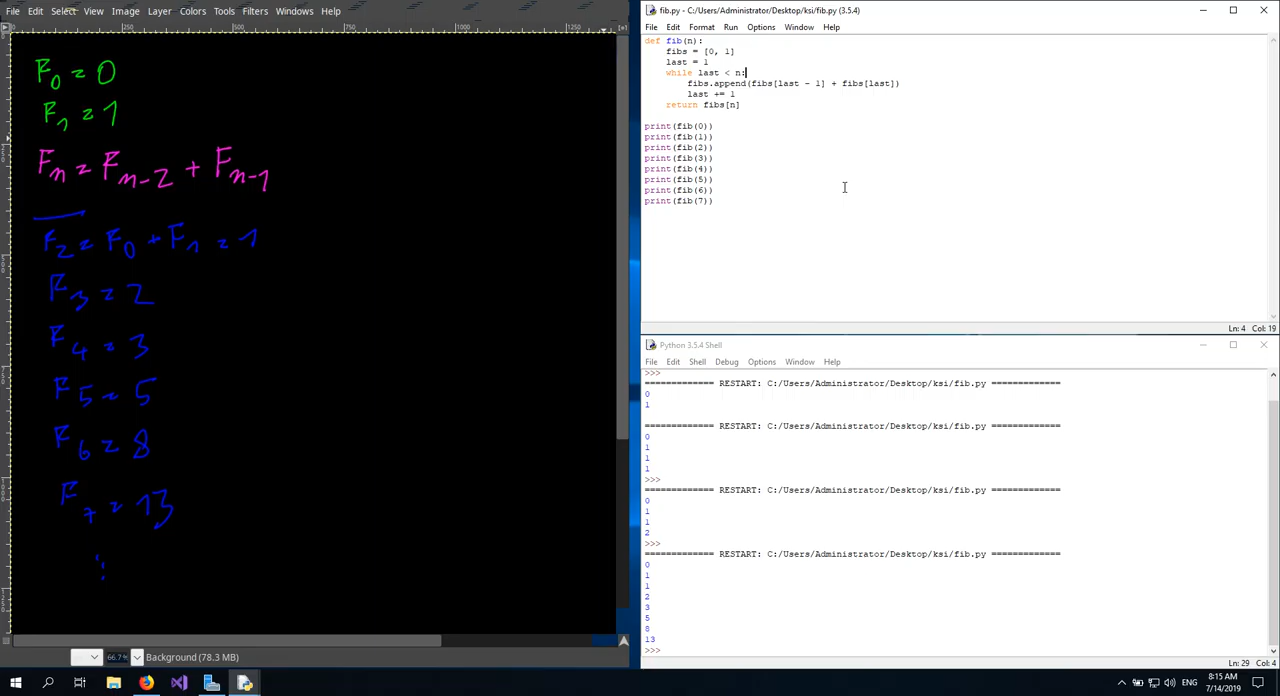 File Edit Select View Image Layer Colors Tools Filters Windows Help
250 500 750 1000 1250
F0 = 0
F1 = 1
Fn = Fn-2 + Fn-1
F2 = F0 + F1 = 1
F3 = 2
F4 = 3
F5 = 5
F6 = 8
F7 = 13
⋮
66.7% Background (78.3 MB)
fib.py - C:/Users/Administrator/Desktop/ksi/fib.py (3.5.4)
File Edit Format Run Options Window Help
def fib(n):
    fibs = [0, 1]
    last = 1
    while last < n:
        fibs.append(fibs[last - 1] + fibs[last])
        last += 1
    return fibs[n]
print(fib(0))
print(fib(1))
print(fib(2))
print(fib(3))
print(fib(4))
print(fib(5))
print(fib(6))
print(fib(7))
Ln: 4 Col: 19
Python 3.5.4 Shell
File Edit Shell Debug Options Window Help
>>>
============= RESTART: C:/Users/Administrator/Desktop/ksi/fib.py =============
0
1
============= RESTART: C:/Users/Administrator/Desktop/ksi/fib.py =============
0
1
1
1
>>>
============= RESTART: C:/Users/Administrator/Desktop/ksi/fib.py =============
0
1
1
2
>>>
============= RESTART: C:/Users/Administrator/Desktop/ksi/fib.py =============
0
1
1
2
3
5
8
13
>>>
Ln: 29 Col: 4
ENG
8:15 AM
7/14/2019